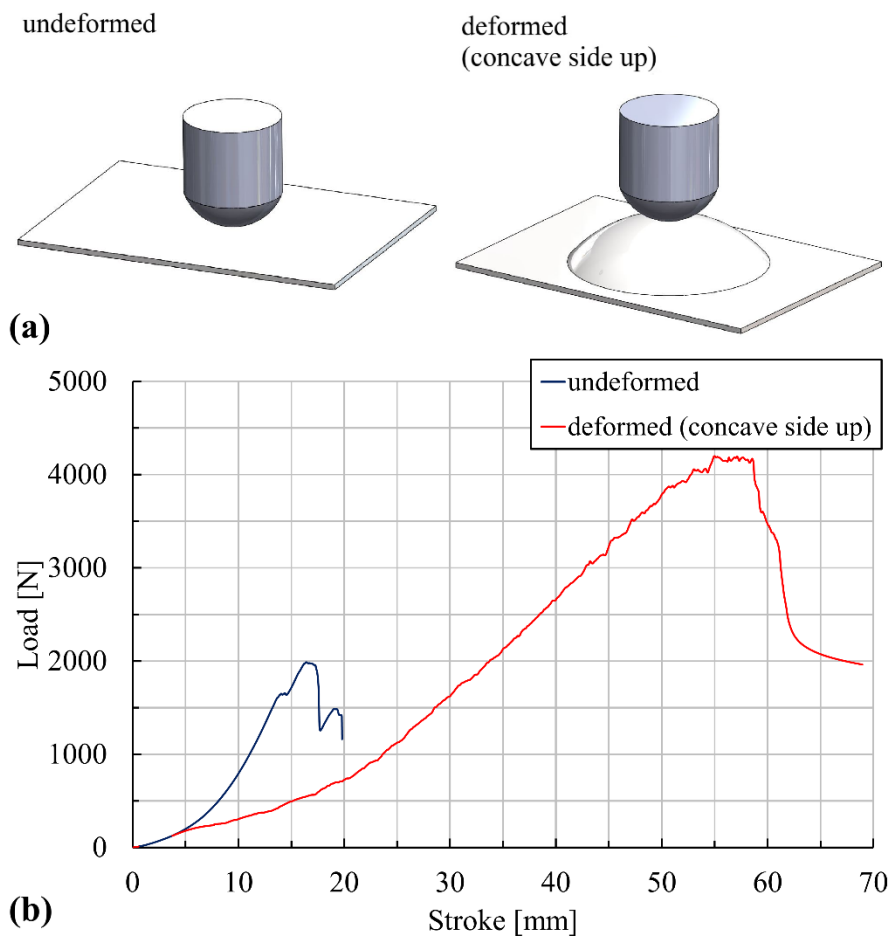 undeformed
deformed
(concave side up)
(a)
undeformed
deformed (concave side up)
5000
4000
3000
2000
1000
0
Load [N]
0 10 20 30 40 50 60 70
Stroke [mm]
(b)